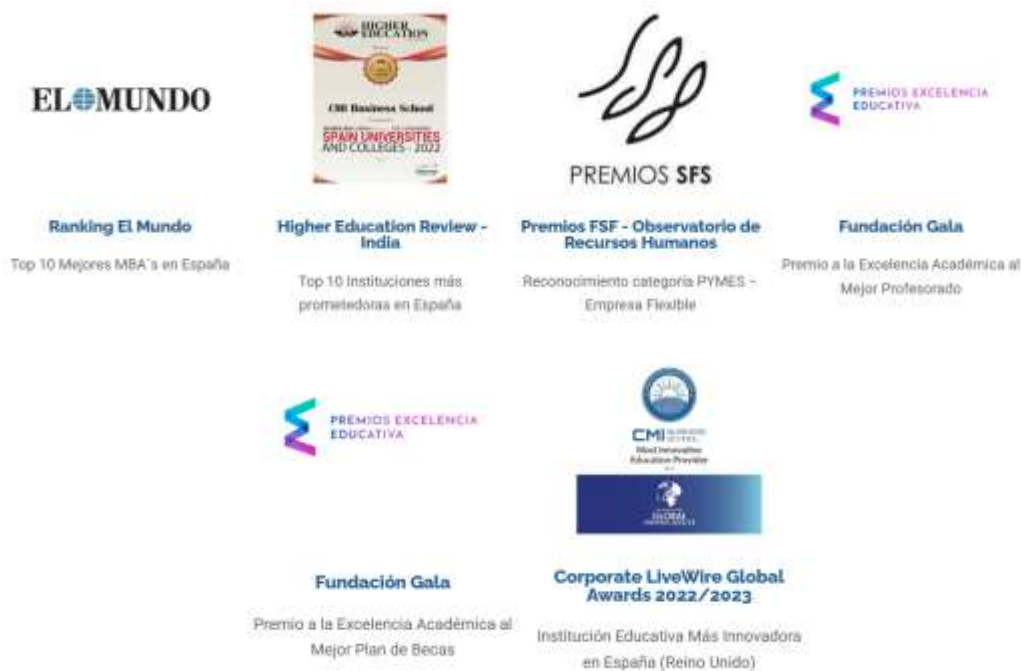 EL MUNDO
Ranking El Mundo
Top 10 Mejores MBA´s en España
HIGHER
EDUCATION
CMI Business School
SPAIN UNIVERSITIES
AND COLLEGES - 2022
Higher Education Review -
India
Top 10 Instituciones más
prometedoras en España
PREMIOS SFS
Premios FSF - Observatorio de
Recursos Humanos
Reconocimiento categoría PYMES –
Empresa Flexible
PREMIOS EXCELENCIA
EDUCATIVA
Fundación Gala
Premio a la Excelencia Académica al
Mejor Profesorado
PREMIOS EXCELENCIA
EDUCATIVA
Fundación Gala
Premio a la Excelencia Académica al
Mejor Plan de Becas
CMI
Most Innovative
Education Provider
GLOBAL
Corporate LiveWire Global
Awards 2022/2023
Institución Educativa Más Innovadora
en España (Reino Unido)